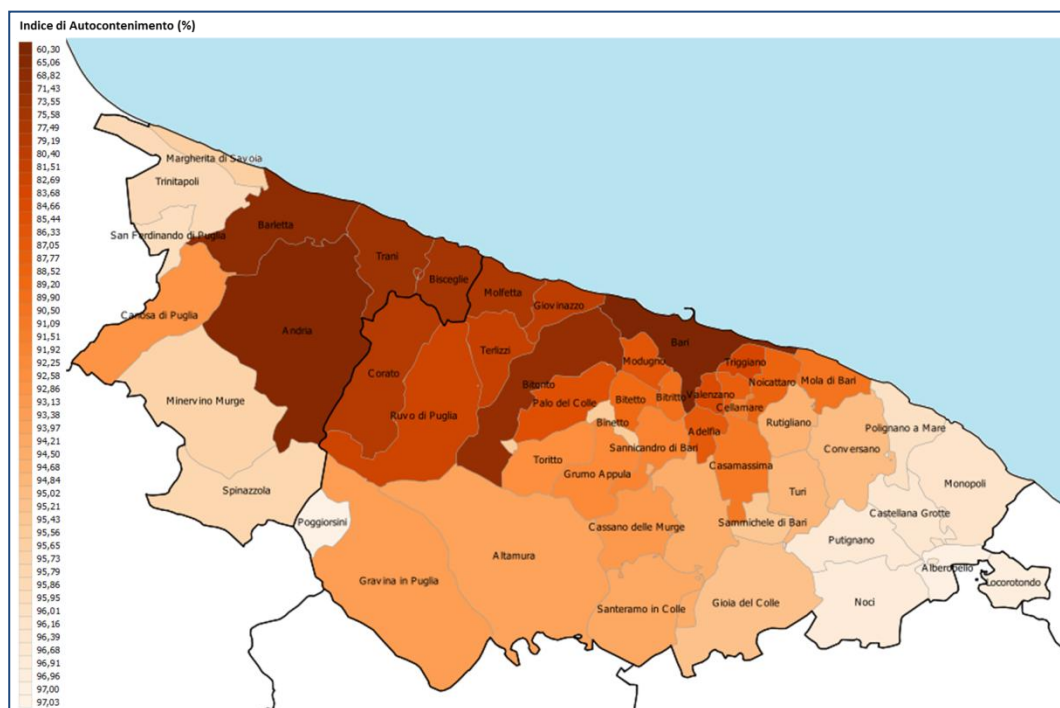 Indice di Autocontenimento (%)
60,30
65,06
68,82
71,43
73,55
75,58
77,49
79,19
80,40
81,51
82,69
83,68
84,66
85,44
86,33
87,05
87,77
88,52
89,20
89,90
90,50
91,09
91,51
91,92
92,25
92,58
92,86
93,13
93,38
93,97
94,21
94,50
94,68
94,84
95,02
95,21
95,43
95,56
95,65
95,73
95,79
95,86
95,95
96,01
96,16
96,39
96,68
96,91
96,96
97,00
97,03
Margherita di Savoia
Trinitapoli
San Ferdinando di Puglia
Barletta
Trani
Bisceglie
Canosa di Puglia
Andria
Molfetta
Giovinazzo
Minervino Murge
Spinazzola
Corato
Ruvo di Puglia
Terlizzi
Bitonto
Palo del Colle
Modugno
Bari
Bitetto
Bitritto
Valenzano
Triggiano
Cellamare
Noicattaro
Mola di Bari
Binetto
Sannicandro di Bari
Adelfia
Rutigliano
Toritto
Grumo Appula
Casamassima
Conversano
Polignano a Mare
Turi
Monopoli
Poggiorsini
Gravina in Puglia
Altamura
Cassano delle Murge
Sammichele di Bari
Castellana Grotte
Putignano
Alberobello
Locorotondo
Santeramo in Colle
Gioia del Colle
Noci